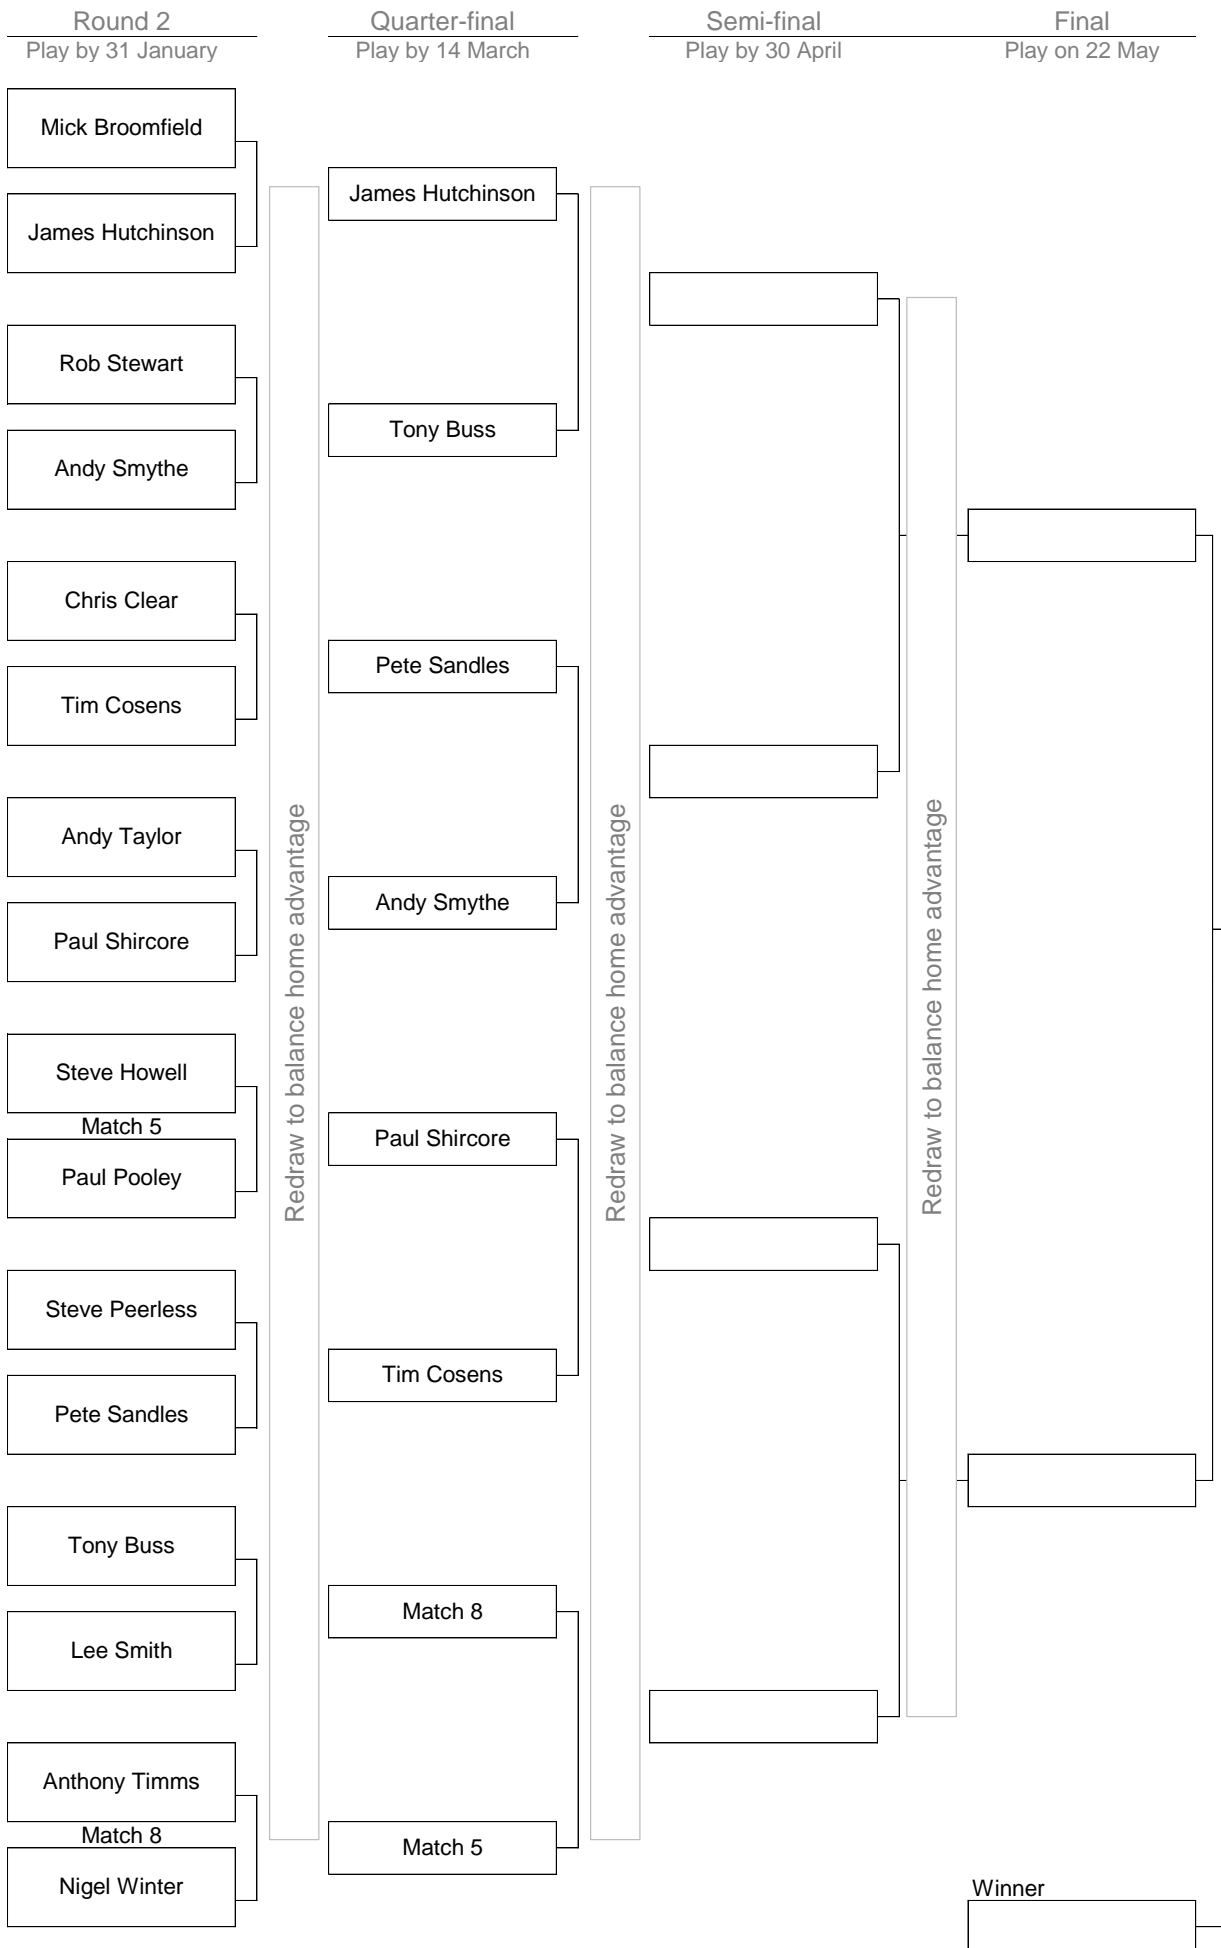 Round 2
Play by 31 January
Mick Broomfield
James Hutchinson
Rob Stewart
Andy Smythe
Chris Clear
Tim Cosens
Andy Taylor
Paul Shircore
Steve Howell
Match 5
Paul Pooley
Steve Peerless
Pete Sandles
Tony Buss
Lee Smith
Anthony Timms
Match 8
Nigel Winter
Redraw to balance home advantage
Quarter-final
Play by 14 March
James Hutchinson
Tony Buss
Pete Sandles
Andy Smythe
Paul Shircore
Tim Cosens
Match 8
Match 5
Redraw to balance home advantage
Semi-final
Play by 30 April
Redraw to balance home advantage
Final
Play on 22 May
Winner